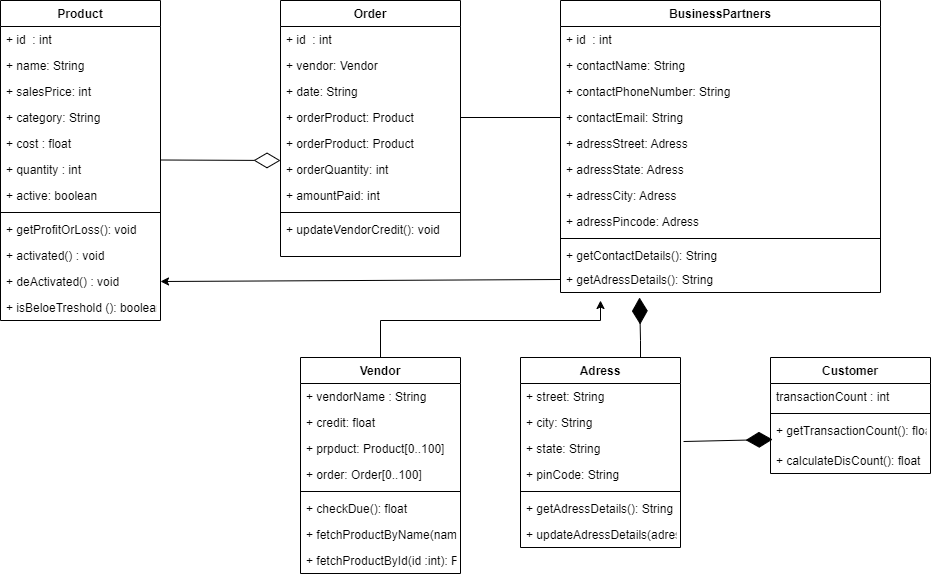 Product
+ id : int
+ name: String
+ salesPrice: int
+ category: String
+ cost : float
+ quantity : int
+ active: boolean
+ getProfitOrLoss(): void
+ activated() : void
+ deActivated() : void
+ isBeloeTreshold (): boolea
Order
+ id : int
+ vendor: Vendor
+ date: String
+ orderProduct: Product
+ orderProduct: Product
+ orderQuantity: int
+ amountPaid: int
+ updateVendorCredit(): void
BusinessPartners
+ id : int
+ contactName: String
+ contactPhoneNumber: String
+ contactEmail: String
+ adressStreet: Adress
+ adressState: Adress
+ adressCity: Adress
+ adressPincode: Adress
+ getContactDetails(): String
+ getAdressDetails(): String
Vendor
+ vendorName : String
+ credit: float
+ prpduct: Product[0..100]
+ order: Order[0..100]
+ checkDue(): float
+ fetchProductByName(nam
+ fetchProductById(id :int): F
Adress
+ street: String
+ city: String
+ state: String
+ pinCode: String
+ getAdressDetails(): String
+ updateAdressDetails(adre
Customer
transactionCount : int
+ getTransactionCount(): floa
+ calculateDisCount(): float